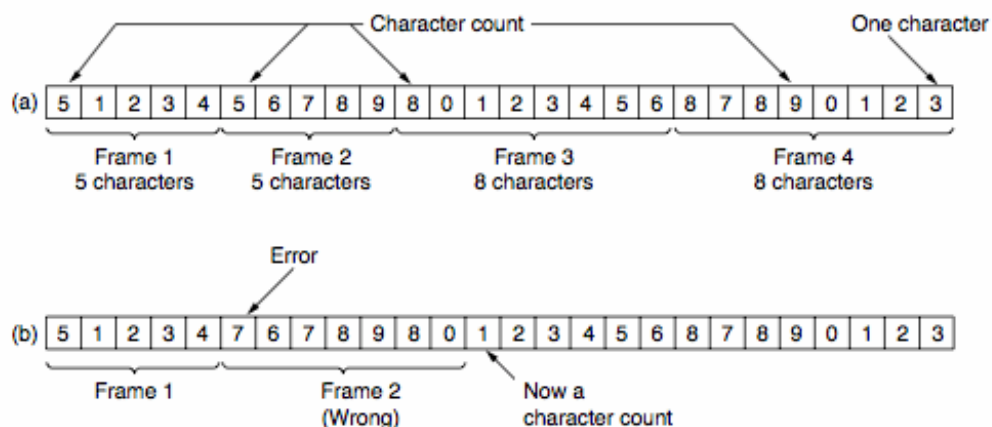 Character count
One character
(a) 5 1 2 3 4 5 6 7 8 9 8 0 1 2 3 4 5 6 8 7 8 9 0 1 2 3
Frame 1 Frame 2 Frame 3 Frame 4
5 characters 5 characters 8 characters 8 characters
Error
(b) 5 1 2 3 4 7 6 7 8 9 8 0 1 2 3 4 5 6 8 7 8 9 0 1 2 3
Frame 1 Frame 2 Now a
(Wrong) character count